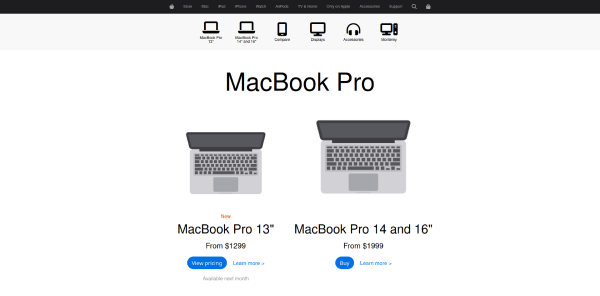 Store Mac iPad iPhone Watch AirPods TV & Home Only on Apple Accessories Support
MacBook Pro
13"
MacBook Pro
14" and 16"
Compare
Displays
Accessories
Monterey
MacBook Pro
New
MacBook Pro 13"
From $1299
View pricing
Learn more >
Available next month
MacBook Pro 14 and 16"
From $1999
Buy
Learn more >